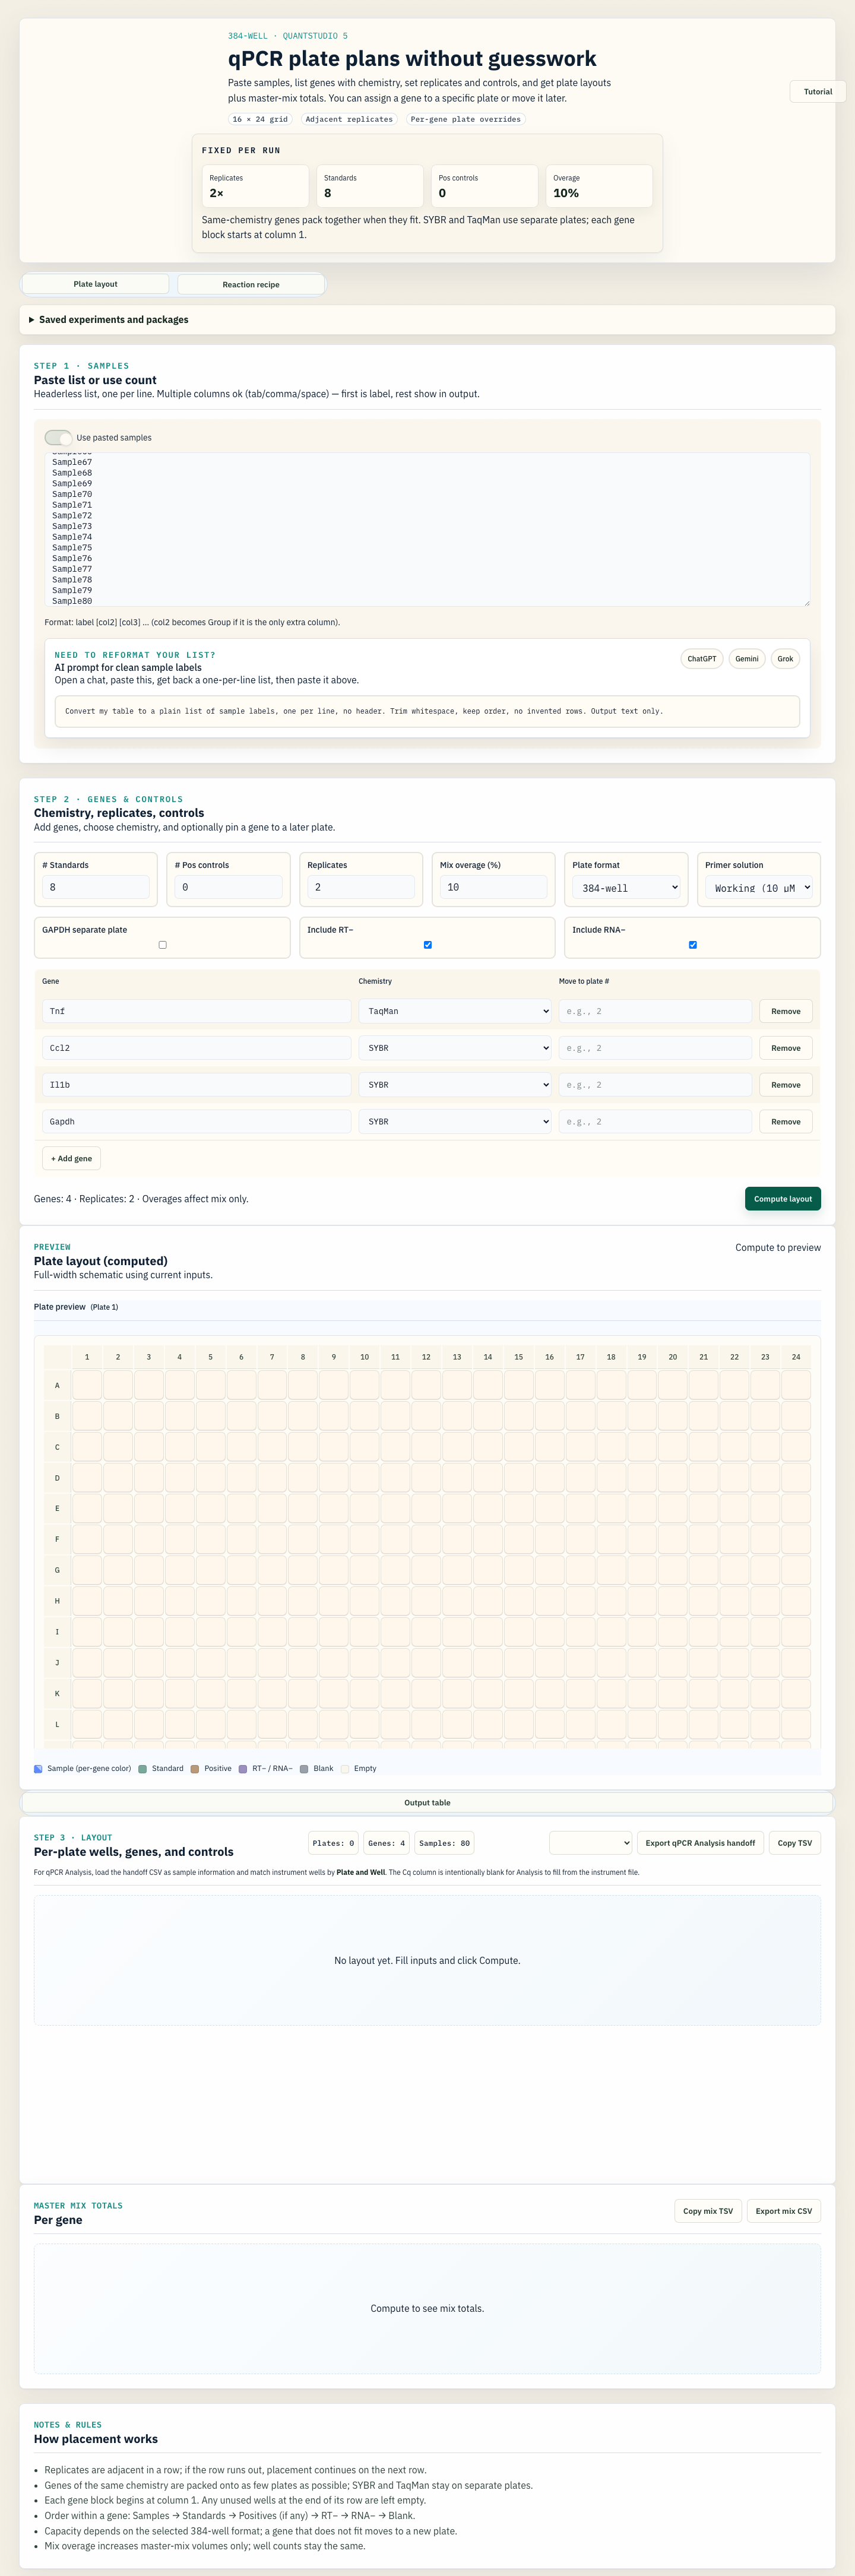 384-WELL · QUANTSTUDIO 5
qPCR plate plans without guesswork
Paste samples, list genes with chemistry, set replicates and controls, and get plate layouts
plus master-mix totals. You can assign a gene to a specific plate or move it later.
Tutorial
16 × 24 grid
Adjacent replicates
Per-gene plate overrides
FIXED PER RUN
Replicates
2×
Standards
8
Pos controls
0
Overage
10%
Same-chemistry genes pack together when they fit. SYBR and TaqMan use separate plates; each gene
block starts at column 1.
Plate layout
Reaction recipe
Saved experiments and packages
STEP 1 · SAMPLES
Paste list or use count
Headerless list, one per line. Multiple columns ok (tab/comma/space) — first is label, rest show in output.
Use pasted samples
Sample67
Sample68
Sample69
Sample70
Sample71
Sample72
Sample73
Sample74
Sample75
Sample76
Sample77
Sample78
Sample79
Sample80
Format: label [col2] [col3] … (col2 becomes Group if it is the only extra column).
NEED TO REFORMAT YOUR LIST?
AI prompt for clean sample labels
Open a chat, paste this, get back a one-per-line list, then paste it above.
ChatGPT
Gemini
Grok
Convert my table to a plain list of sample labels, one per line, no header. Trim whitespace, keep order, no invented rows. Output text only.
STEP 2 · GENES & CONTROLS
Chemistry, replicates, controls
Add genes, choose chemistry, and optionally pin a gene to a later plate.
# Standards
8
# Pos controls
0
Replicates
2
Mix overage (%)
10
Plate format
384-well
Primer solution
Working (10 µM
GAPDH separate plate
Include RT−
Include RNA−
Gene Chemistry Move to plate #
Tnf TaqMan e.g., 2 Remove
Ccl2 SYBR e.g., 2 Remove
Il1b SYBR e.g., 2 Remove
Gapdh SYBR e.g., 2 Remove
+ Add gene
Genes: 4 · Replicates: 2 · Overages affect mix only.
Compute layout
PREVIEW
Plate layout (computed)
Full-width schematic using current inputs.
Compute to preview
Plate preview (Plate 1)
1 2 3 4 5 6 7 8 9 10 11 12 13 14 15 16 17 18 19 20 21 22 23 24
A
B
C
D
E
F
G
H
I
J
K
L
Sample (per-gene color) Standard Positive RT− / RNA− Blank Empty
Output table
STEP 3 · LAYOUT
Per-plate wells, genes, and controls
Plates: 0
Genes: 4
Samples: 80
Export qPCR Analysis handoff
Copy TSV
For qPCR Analysis, load the handoff CSV as sample information and match instrument wells by Plate and Well. The Cq column is intentionally blank for Analysis to fill from the instrument file.
No layout yet. Fill inputs and click Compute.
MASTER MIX TOTALS
Per gene
Copy mix TSV
Export mix CSV
Compute to see mix totals.
NOTES & RULES
How placement works
• Replicates are adjacent in a row; if the row runs out, placement continues on the next row.
• Genes of the same chemistry are packed onto as few plates as possible; SYBR and TaqMan stay on separate plates.
• Each gene block begins at column 1. Any unused wells at the end of its row are left empty.
• Order within a gene: Samples → Standards → Positives (if any) → RT− → RNA− → Blank.
• Capacity depends on the selected 384-well format; a gene that does not fit moves to a new plate.
• Mix overage increases master-mix volumes only; well counts stay the same.